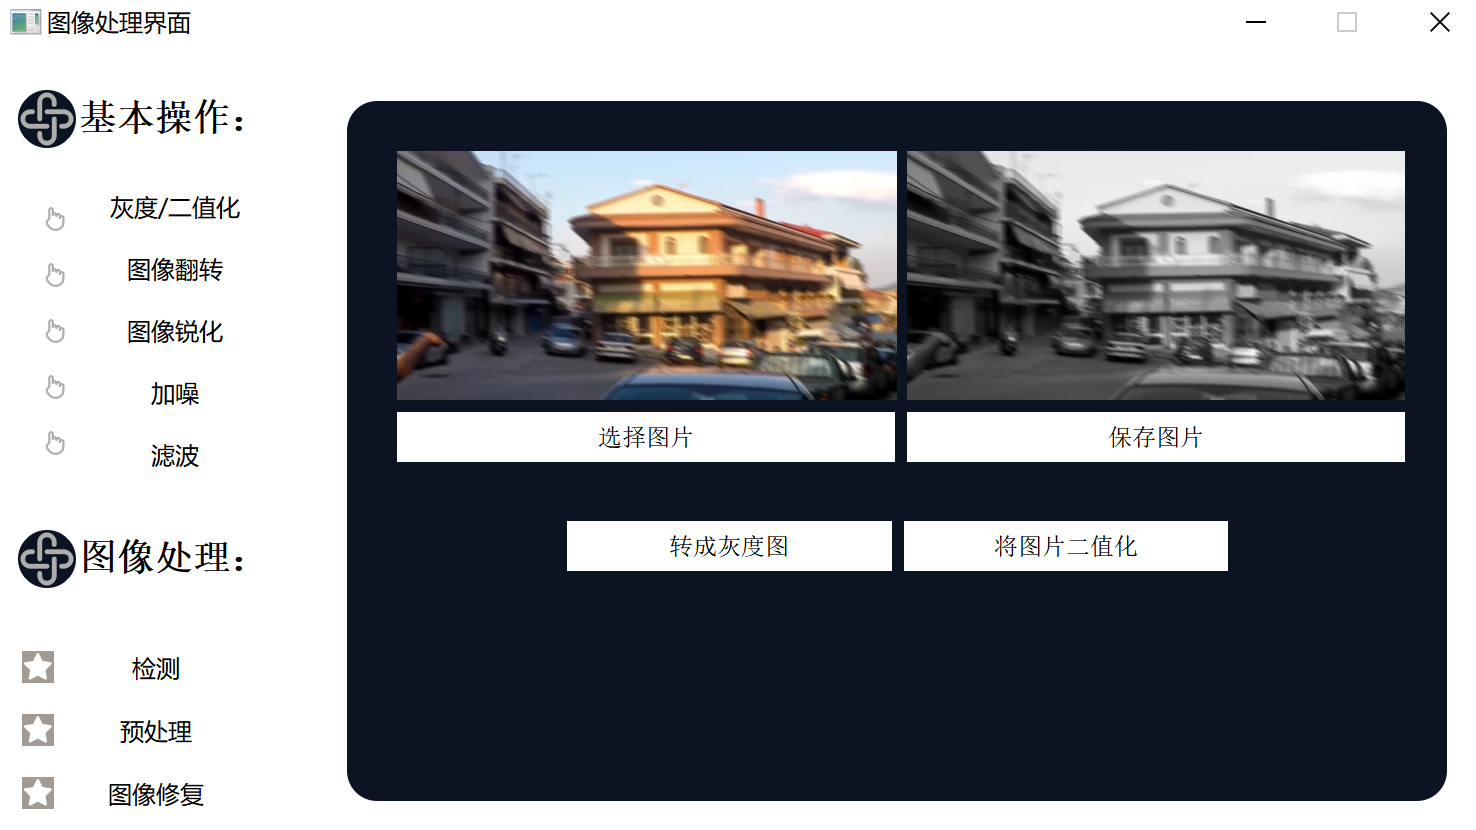 图像处理界面
基本操作：
灰度/二值化
图像翻转
图像锐化
加噪
滤波
图像处理：
检测
预处理
图像修复
选择图片
保存图片
转成灰度图
将图片二值化